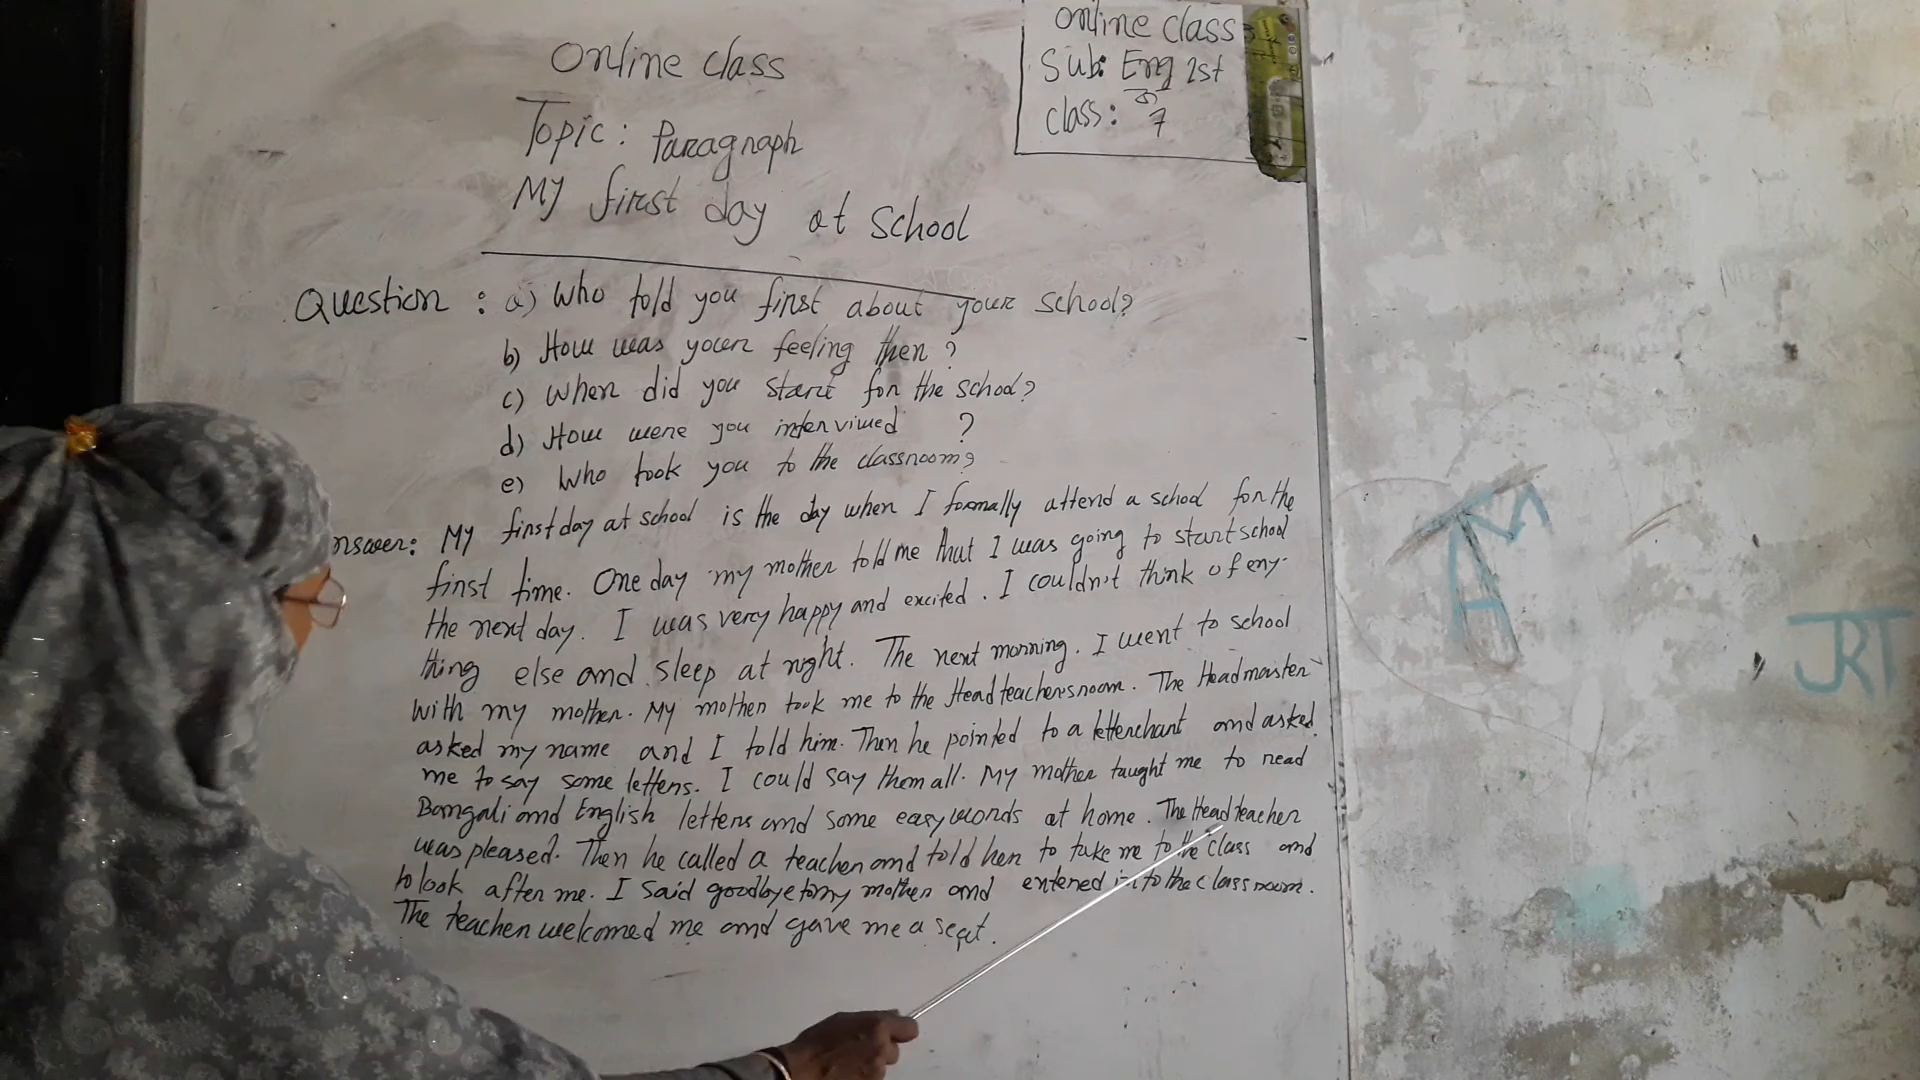 Online class
Topic: Paragraph
My first day at school
Online class
Sub: Eng 1st
Class: 7
Question: a) Who told you first about your school?
b) How was your feeling then?
c) When did you start for the school?
d) How were you interviwed ?
e) Who took you to the classroom?
nswer: My first day at school is the day when I formally attend a school for the
first time. One day my mother told me that I was going to start school
the next day. I was very happy and excited. I couldn't think of eny-
thing else and sleep at night. The next morning. I went to school
with my mother. My mother took me to the Head teachers room. The Headmaster
asked my name and I told him. Then he pointed to a letterchart and asked
me to say some letters. I could say them all. My mother taught me to read
Bangali and English letters and some easy words at home. The Head teacher
was pleased. Then he called a teacher and told her to take me to the class and
to look after me. I said goodbye to my mother and entered into the classroom.
The teacher welcomed me and gave me a seat.
JRT